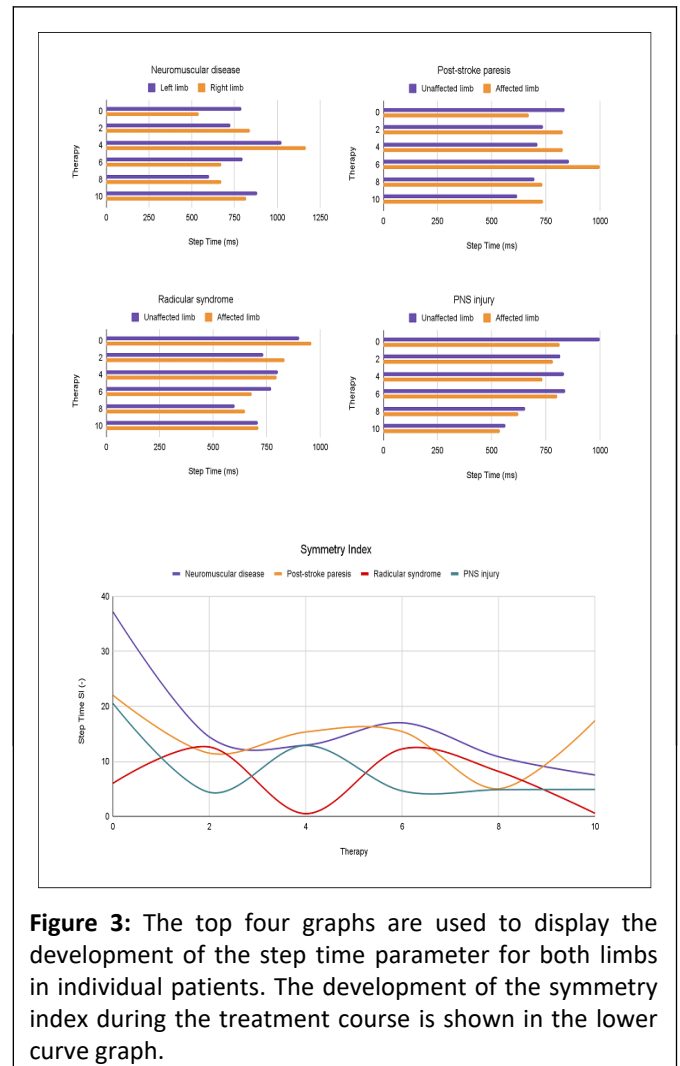 Neuromuscular disease
Left limb Right limb
0
2
4
6
8
10
Therapy
0 250 500 750 1000 1250
Step Time (ms)
Post-stroke paresis
Unaffected limb Affected limb
0
2
4
6
8
10
Therapy
0 250 500 750 1000
Step Time (ms)
Radicular syndrome
Unaffected limb Affected limb
0
2
4
6
8
10
Therapy
0 250 500 750 1000
Step Time (ms)
PNS injury
Unaffected limb Affected limb
0
2
4
6
8
10
Therapy
0 250 500 750 1000
Step Time (ms)
Symmetry Index
Neuromuscular disease Post-stroke paresis Radicular syndrome PNS injury
40
30
20
10
0
Step Time SI (-)
0 2 4 6 8 10
Therapy
Figure 3: The top four graphs are used to display the
development of the step time parameter for both limbs
in individual patients. The development of the symmetry
index during the treatment course is shown in the lower
curve graph.